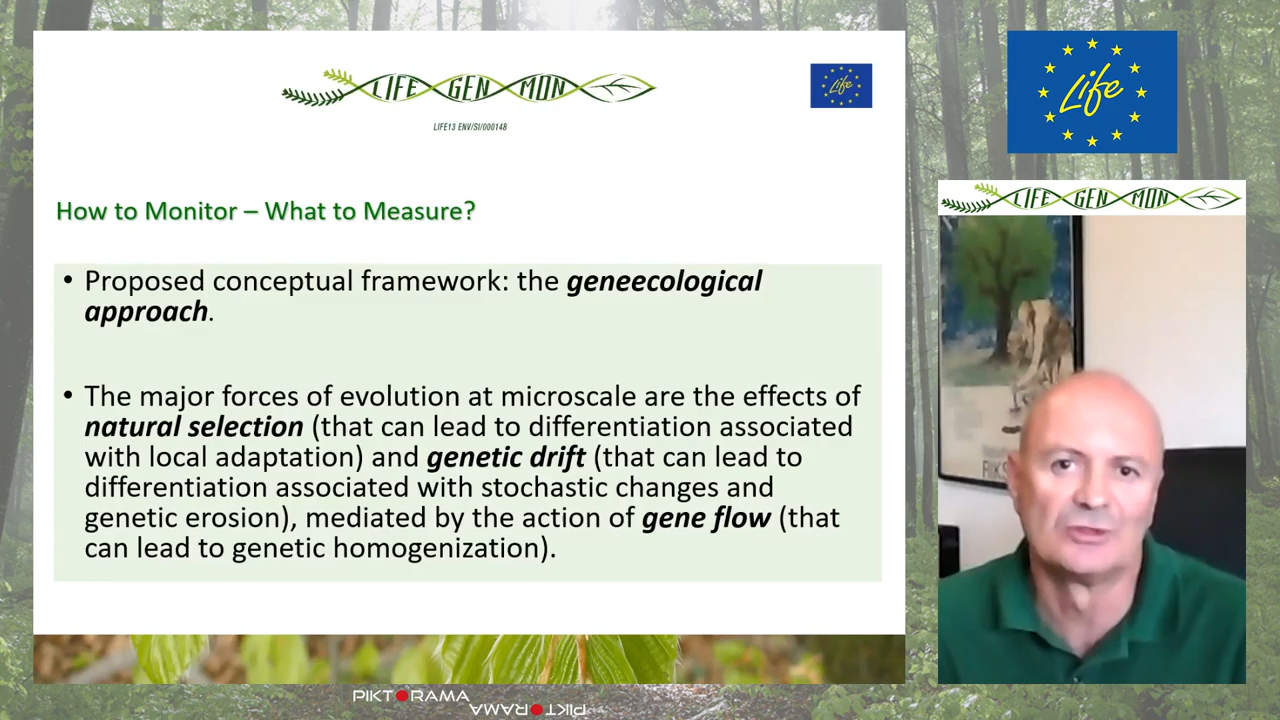 LIFE GEN MON
LIFE13 ENV/SI/000148
Life
Life
LIFE GEN MON
How to Monitor – What to Measure?
• Proposed conceptual framework: the geneecological
approach.
• The major forces of evolution at microscale are the effects of
natural selection (that can lead to differentiation associated
with local adaptation) and genetic drift (that can lead to
differentiation associated with stochastic changes and
genetic erosion), mediated by the action of gene flow (that
can lead to genetic homogenization).
PIKTORAMA
PIKTORAMA